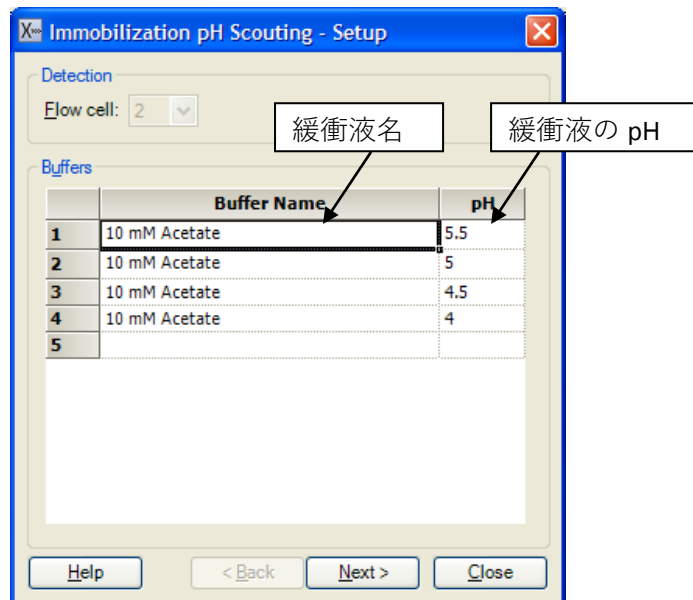 Immobilization pH Scouting - Setup
Detection
Flow cell: 2
緩衝液名
緩衝液の pH
Buffers
Buffer Name pH
1 10 mM Acetate 5.5
2 10 mM Acetate 5
3 10 mM Acetate 4.5
4 10 mM Acetate 4
5
Help < Back Next > Close